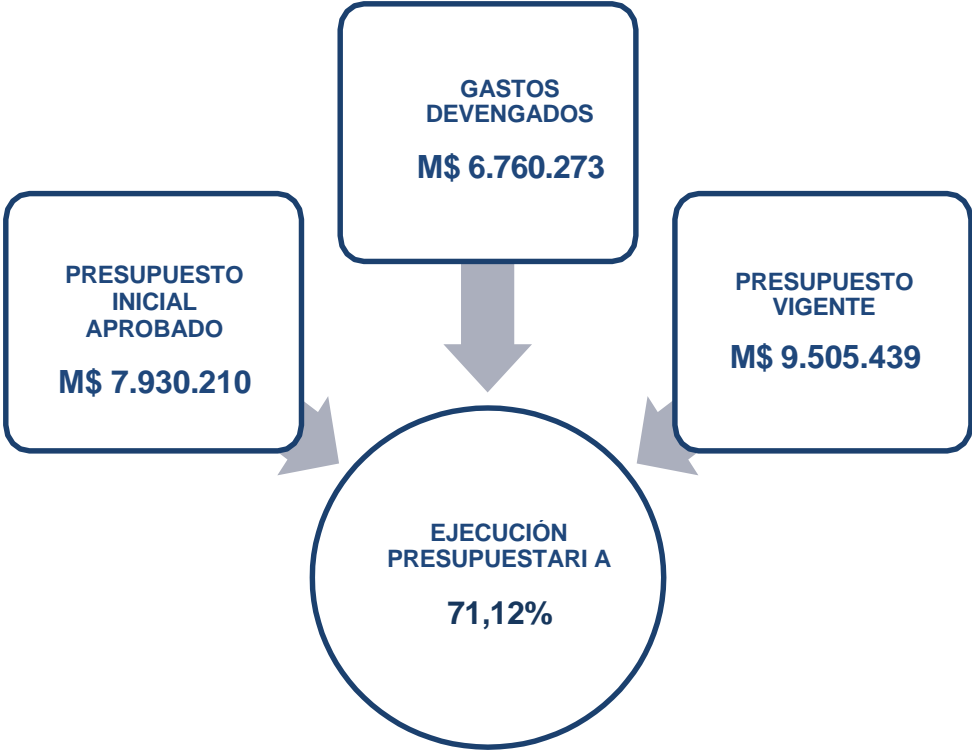 GASTOS
DEVENGADOS
M$ 6.760.273
PRESUPUESTO
INICIAL
APROBADO
M$ 7.930.210
PRESUPUESTO
VIGENTE
M$ 9.505.439
EJECUCIÓN
PRESUPUESTARI A
71,12%